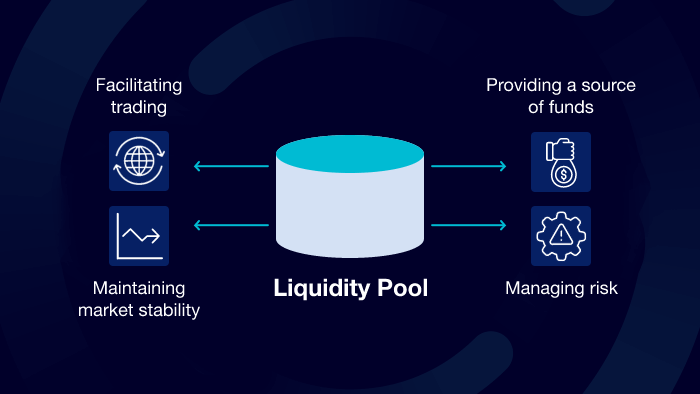 Facilitating
trading
Providing a source
of funds
$
Maintaining
market stability
Liquidity Pool
Managing risk